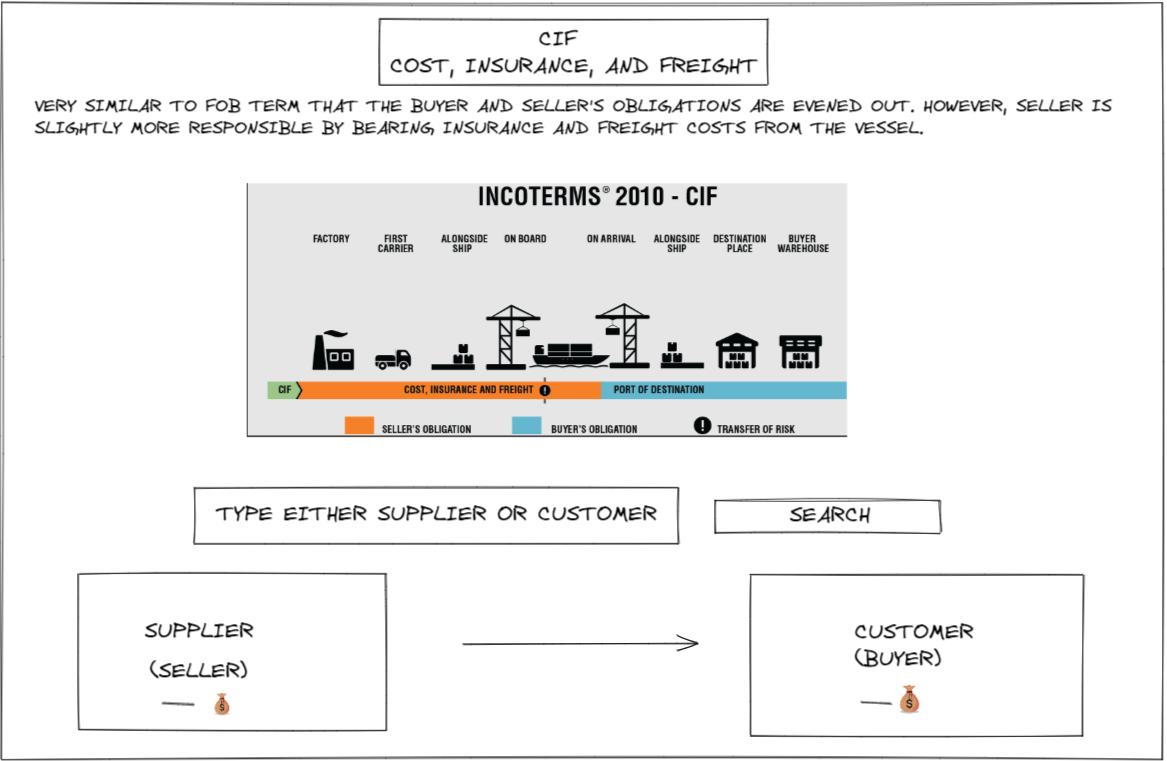 CIF
COST, INSURANCE, AND FREIGHT
VERY SIMILAR TO FOB TERM THAT THE BUYER AND SELLER'S OBLIGATIONS ARE EVENED OUT. HOWEVER, SELLER IS
SLIGHTLY MORE RESPONSIBLE BY BEARING INSURANCE AND FREIGHT COSTS FROM THE VESSEL.
INCOTERMS® 2010 - CIF
FACTORY
FIRST
CARRIER
ALONGSIDE
SHIP
ON BOARD
ON ARRIVAL
ALONGSIDE
SHIP
DESTINATION
PLACE
BUYER
WAREHOUSE
CIF
COST, INSURANCE AND FREIGHT !
PORT OF DESTINATION
SELLER'S OBLIGATION
BUYER'S OBLIGATION
! TRANSFER OF RISK
TYPE EITHER SUPPLIER OR CUSTOMER
SEARCH
SUPPLIER
(SELLER)
— $
CUSTOMER
(BUYER)
— $